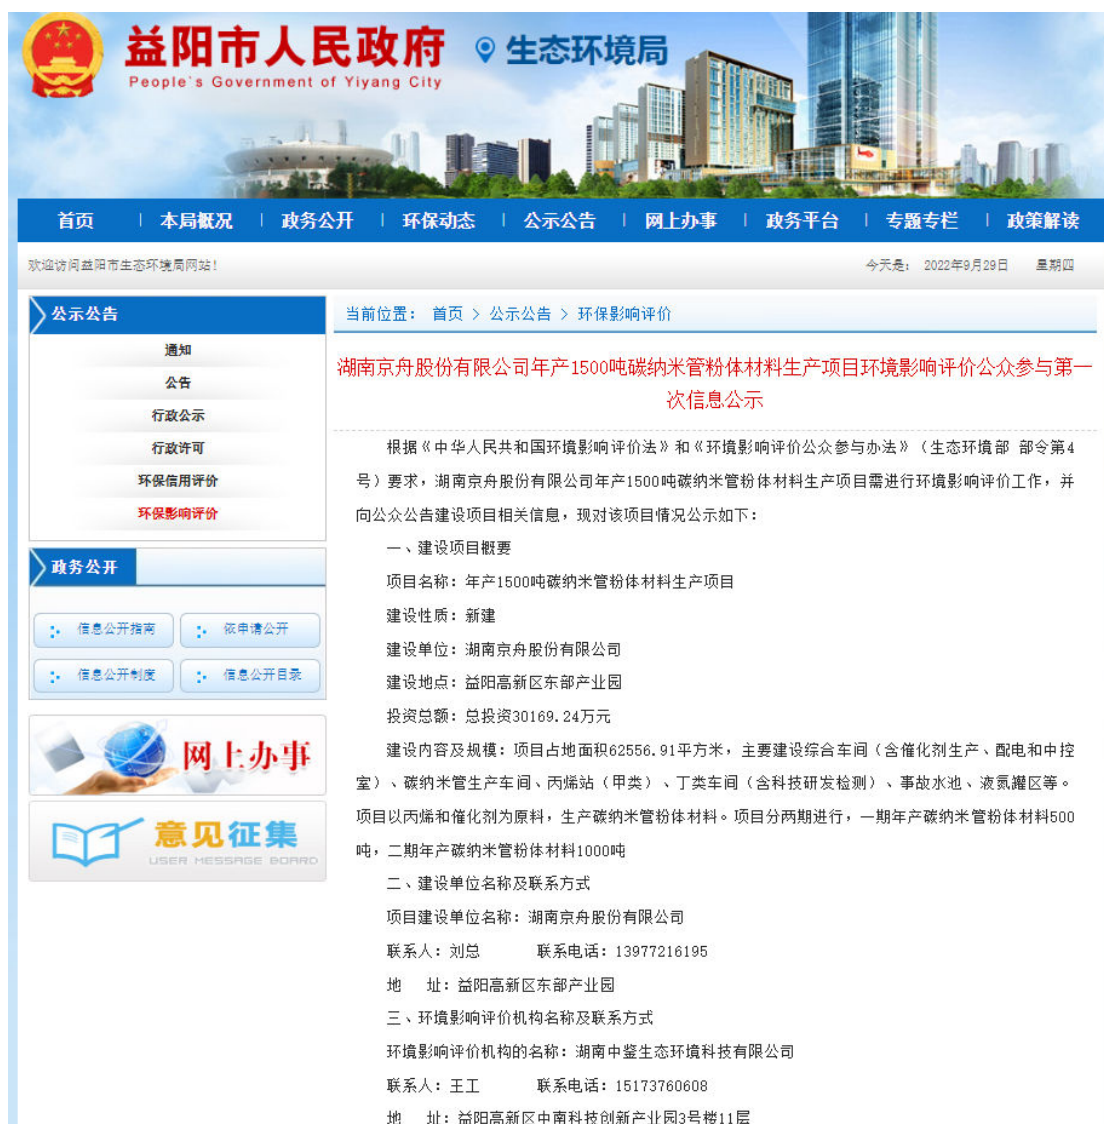 益阳市人民政府 生态环境局
People's Government of Yiyang City
首页 本局概况 政务公开 环保动态 公示公告 网上办事 政务平台 专题专栏 政策解读
欢迎访问益阳市生态环境局网站! 今天是: 2022年9月29日 星期四
公示公告
通知
公告
行政公示
行政许可
环保信用评价
环保影响评价
政务公开
信息公开指南 依申请公开
信息公开制度 信息公开目录
网上办事
意见征集
USER MESSAGE BOARD
当前位置: 首页 > 公示公告 > 环保影响评价
湖南京舟股份有限公司年产1500吨碳纳米管粉体材料生产项目环境影响评价公众参与第一
次信息公示
根据《中华人民共和国环境影响评价法》和《环境影响评价公众参与办法》（生态环境部 部令第4
号）要求，湖南京舟股份有限公司年产1500吨碳纳米管粉体材料生产项目需进行环境影响评价工作，并
向公众公告建设项目相关信息，现对该项目情况公示如下：
一、建设项目概要
项目名称：年产1500吨碳纳米管粉体材料生产项目
建设性质：新建
建设单位：湖南京舟股份有限公司
建设地点：益阳高新区东部产业园
投资总额：总投资30169.24万元
建设内容及规模：项目占地面积62556.91平方米，主要建设综合车间（含催化剂生产、配电和中控
室）、碳纳米管生产车间、丙烯站（甲类）、丁类车间（含科技研发检测）、事故水池、液氮罐区等。
项目以丙烯和催化剂为原料，生产碳纳米管粉体材料。项目分两期进行，一期年产碳纳米管粉体材料500
吨，二期年产碳纳米管粉体材料1000吨
二、建设单位名称及联系方式
项目建设单位名称：湖南京舟股份有限公司
联系人：刘总 联系电话：13977216195
地 址：益阳高新区东部产业园
三、环境影响评价机构名称及联系方式
环境影响评价机构的名称：湖南中鉴生态环境科技有限公司
联系人：王工 联系电话：15173760608
地 址：益阳高新区中南科技创新产业园3号楼11层